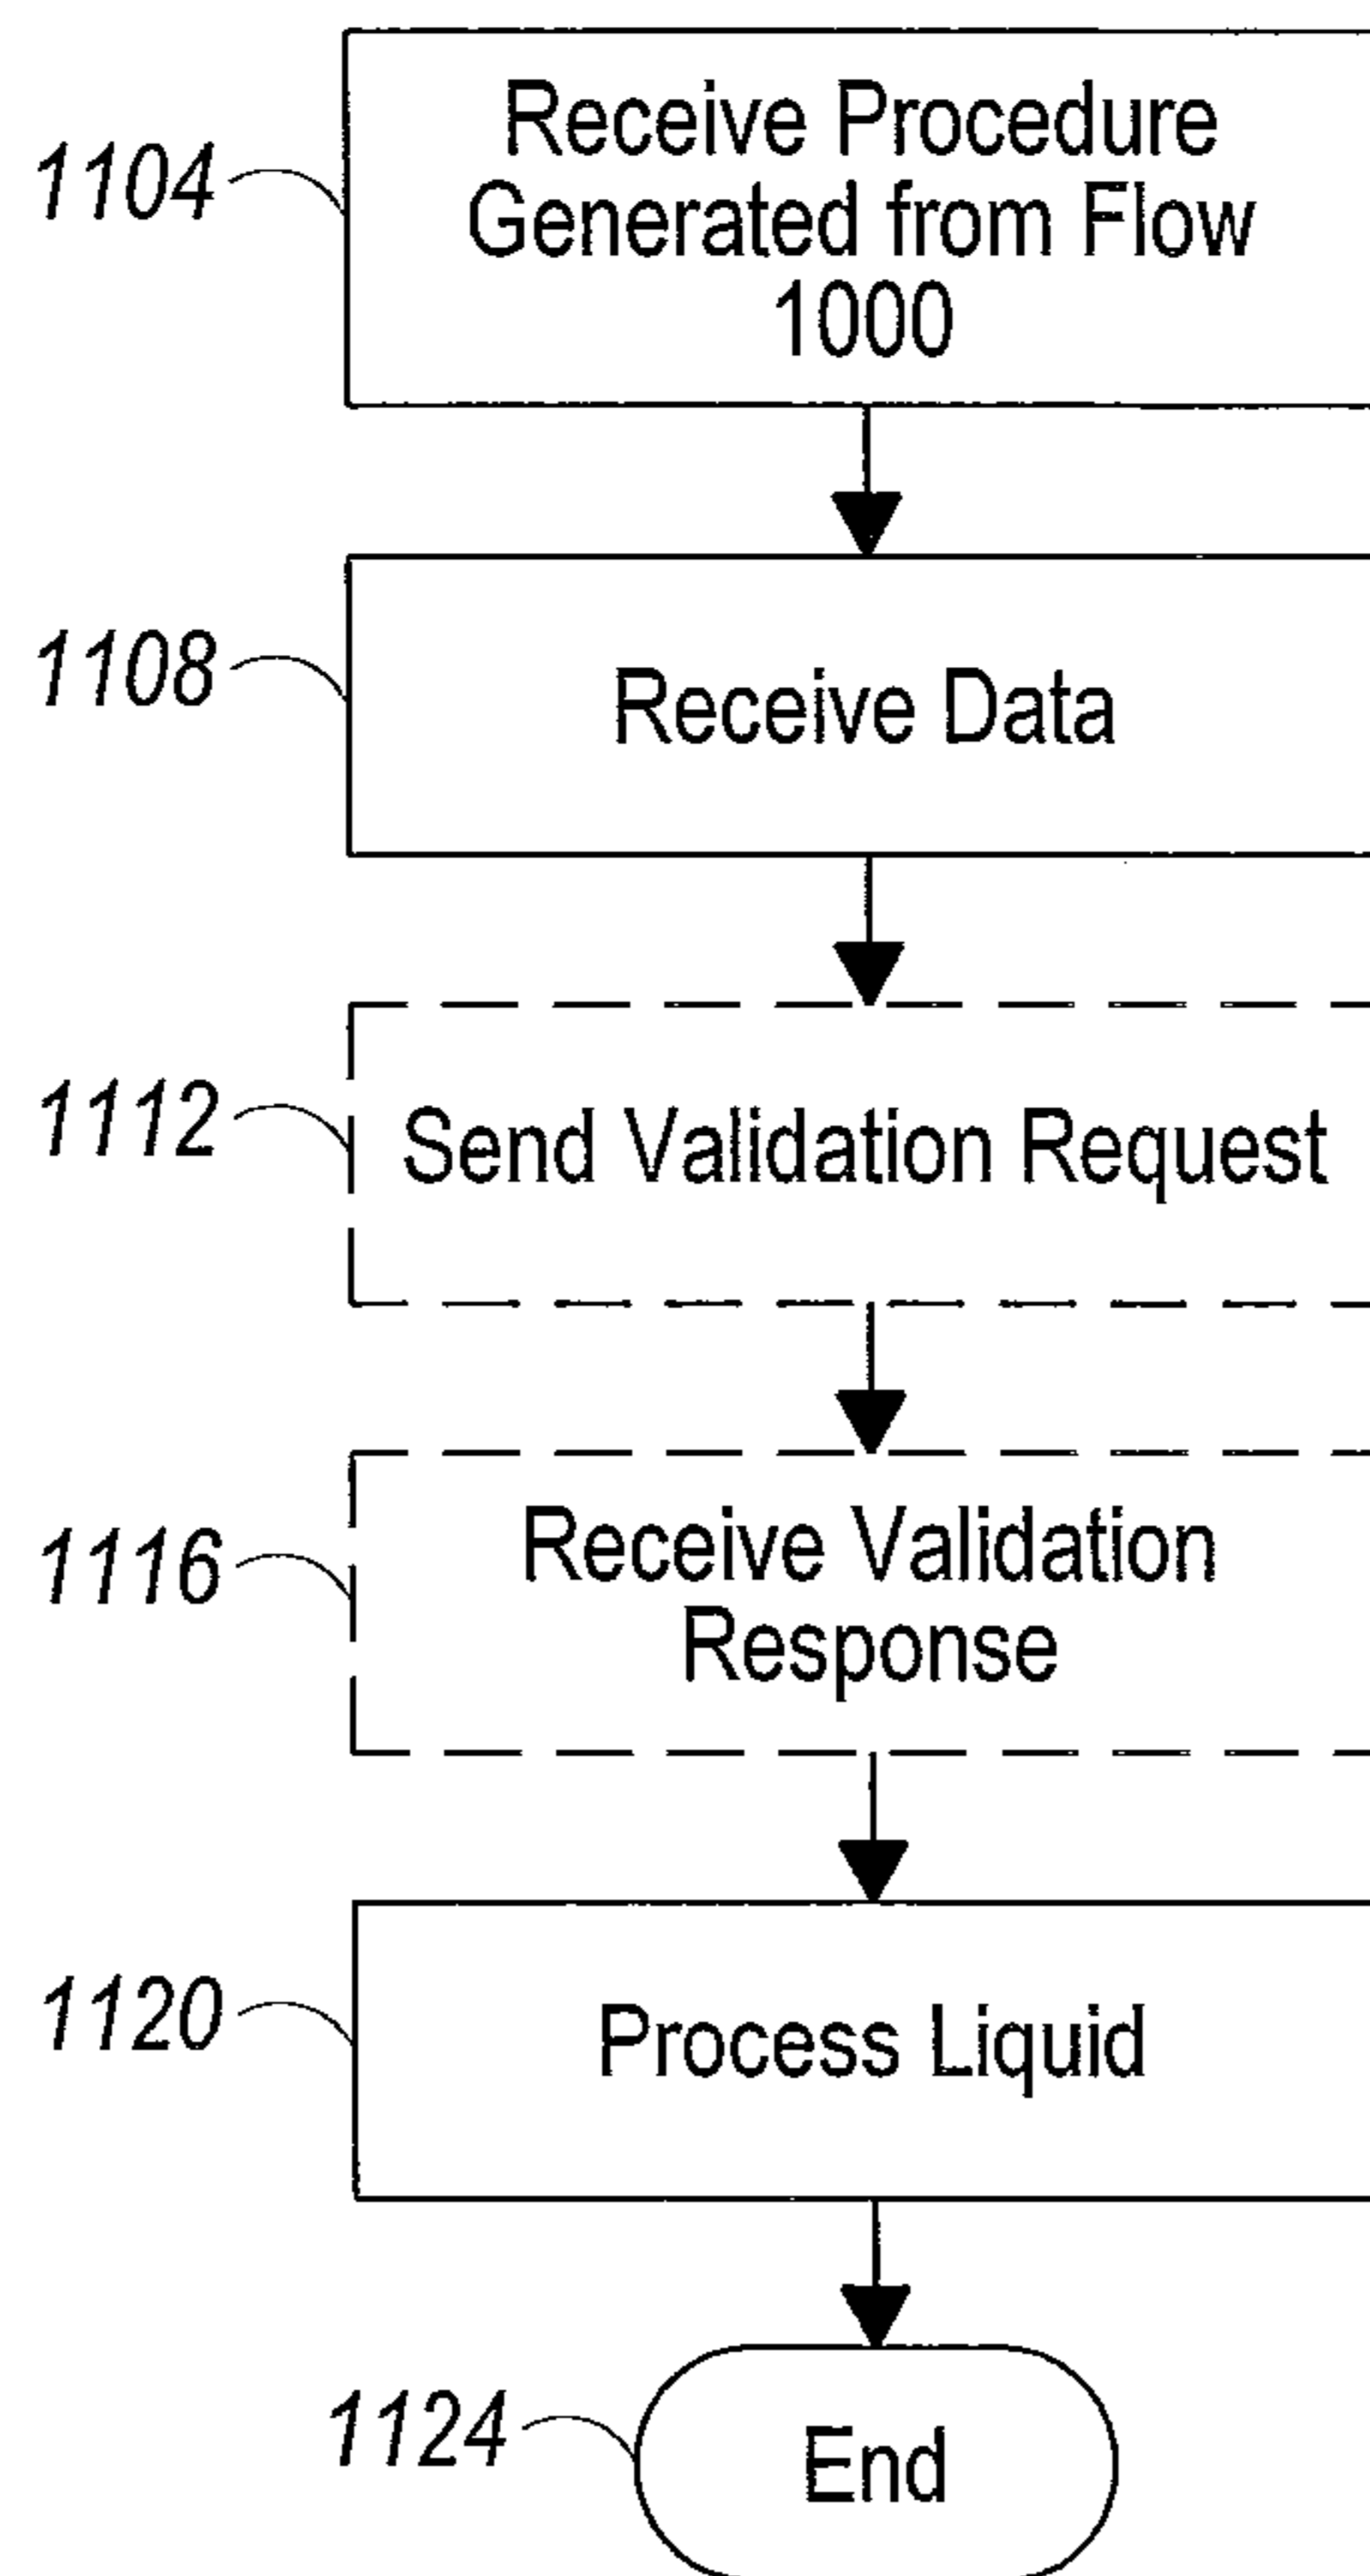 1104
Receive Procedure
Generated from Flow
1000
1108
Receive Data
1112
Send Validation Request
1116
Receive Validation
Response
1120
Process Liquid
1124
End